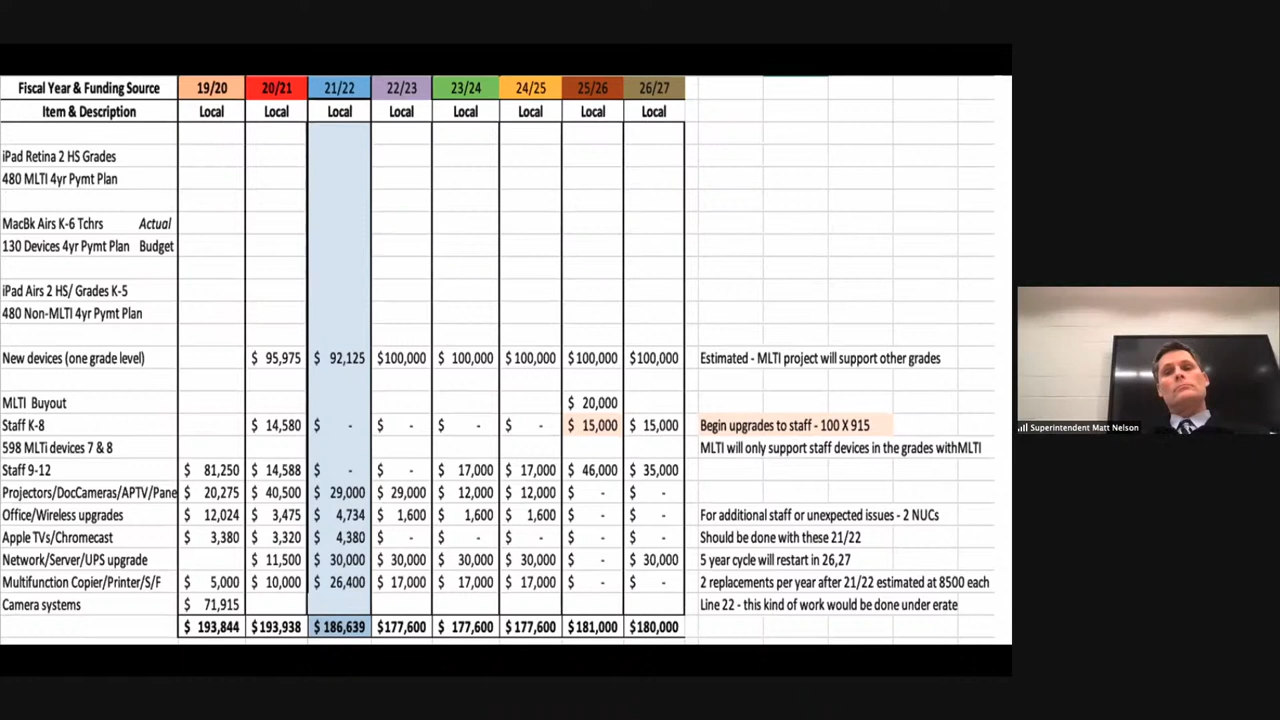 Fiscal Year & Funding Source 19/20 20/21 21/22 22/23 23/24 24/25 25/26 26/27
Item & Description Local Local Local Local Local Local Local Local
iPad Retina 2 HS Grades
480 MLTI 4yr Pymt Plan
MacBk Airs K-6 Tchrs Actual
130 Devices 4yr Pymt Plan Budget
iPad Airs 2 HS/ Grades K-5
480 Non-MLTI 4yr Pymt Plan
New devices (one grade level) $ 95,975 $ 92,125 $100,000 $ 100,000 $ 100,000 $100,000 $100,000 Estimated - MLTI project will support other grades
MLTI Buyout $ 20,000
Staff K-8 $ 14,580 $ - $ - $ - $ - $ 15,000 $ 15,000 Begin upgrades to staff - 100 X 915
598 MLTi devices 7 & 8 MLTI will only support staff devices in the grades withMLTI
Staff 9-12 $ 81,250 $ 14,588 $ - $ - $ 17,000 $ 17,000 $ 46,000 $ 35,000
Projectors/DocCameras/APTV/Pane $ 20,275 $ 40,500 $ 29,000 $ 29,000 $ 12,000 $ 12,000 $ - $ -
Office/Wireless upgrades $ 12,024 $ 3,475 $ 4,734 $ 1,600 $ 1,600 $ 1,600 $ - $ - For additional staff or unexpected issues - 2 NUCs
Apple TVs/Chromecast $ 3,380 $ 3,320 $ 4,380 $ - $ - $ - $ - $ - Should be done with these 21/22
Network/Server/UPS upgrade $ 11,500 $ 30,000 $ 30,000 $ 30,000 $ 30,000 $ - $ 30,000 5 year cycle will restart in 26,27
Multifunction Copier/Printer/S/F $ 5,000 $ 10,000 $ 26,400 $ 17,000 $ 17,000 $ 17,000 $ - $ - 2 replacements per year after 21/22 estimated at 8500 each
Camera systems $ 71,915 Line 22 - this kind of work would be done under erate
$ 193,844 $193,938 $ 186,639 $177,600 $ 177,600 $ 177,600 $181,000 $180,000
Superintendent Matt Nelson